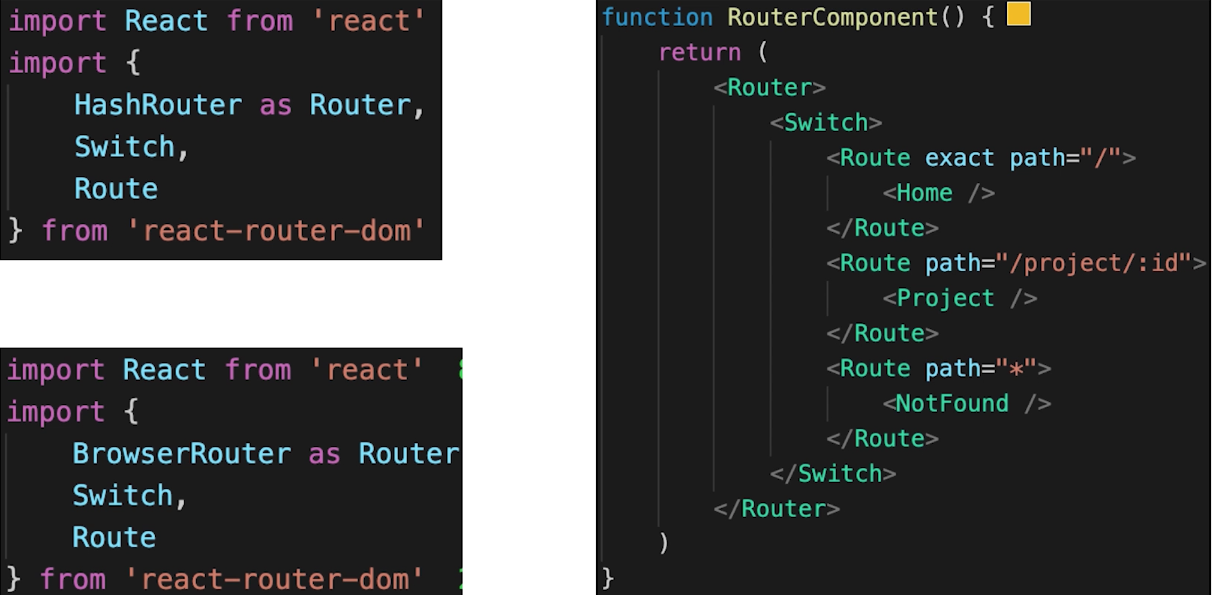 import React from 'react'
import {
    HashRouter as Router,
    Switch,
    Route
} from 'react-router-dom'
import React from 'react'
import {
    BrowserRouter as Router
    Switch,
    Route
} from 'react-router-dom'
function RouterComponent() {
    return (
        <Router>
            <Switch>
                <Route exact path="/">
                    <Home />
                </Route>
                <Route path="/project/:id">
                    <Project />
                </Route>
                <Route path="*">
                    <NotFound />
                </Route>
            </Switch>
        </Router>
    )
}